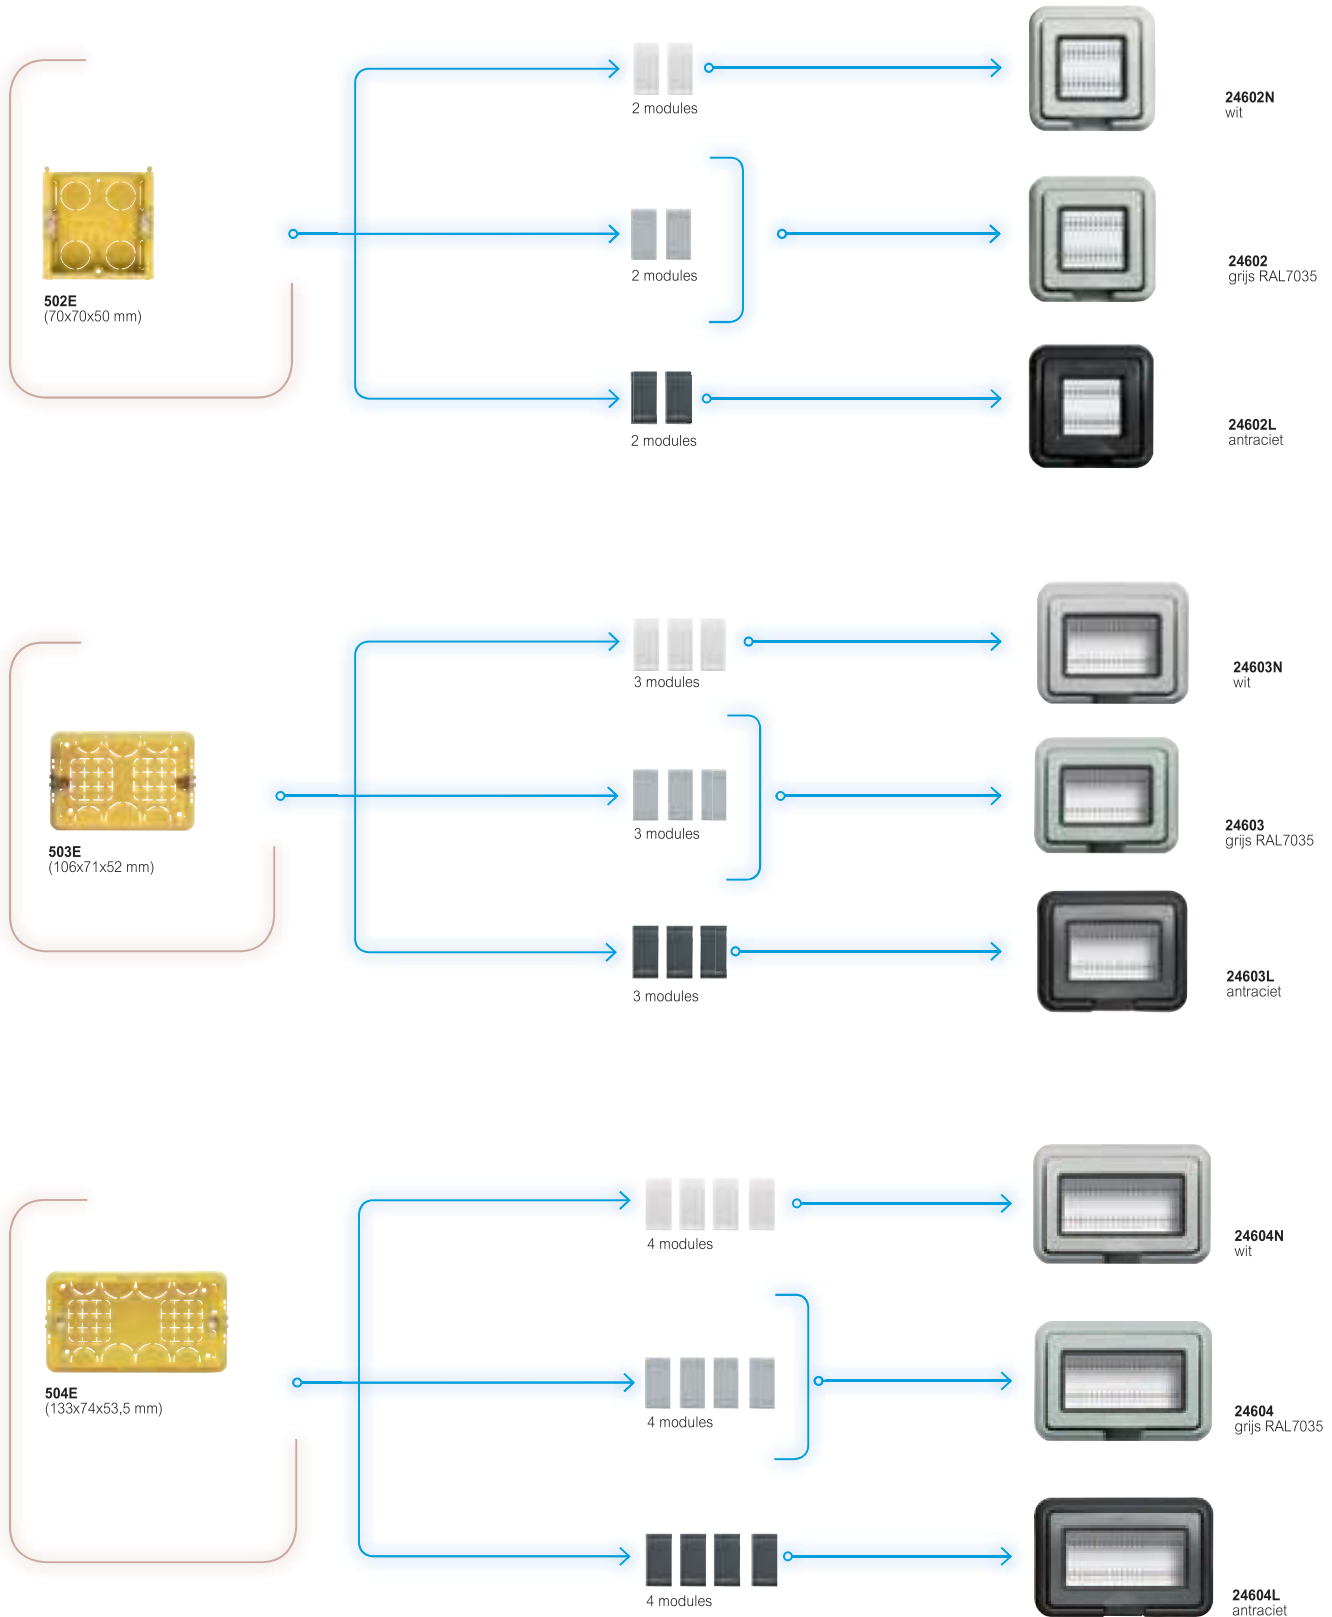 2 modules
24602N
wit
502E
(70x70x50 mm)
2 modules
24602
grijs RAL7035
2 modules
24602L
antraciet
3 modules
24603N
wit
503E
(106x71x52 mm)
3 modules
24603
grijs RAL7035
3 modules
24603L
antraciet
4 modules
24604N
wit
504E
(133x74x53,5 mm)
4 modules
24604
grijs RAL7035
4 modules
24604L
antraciet